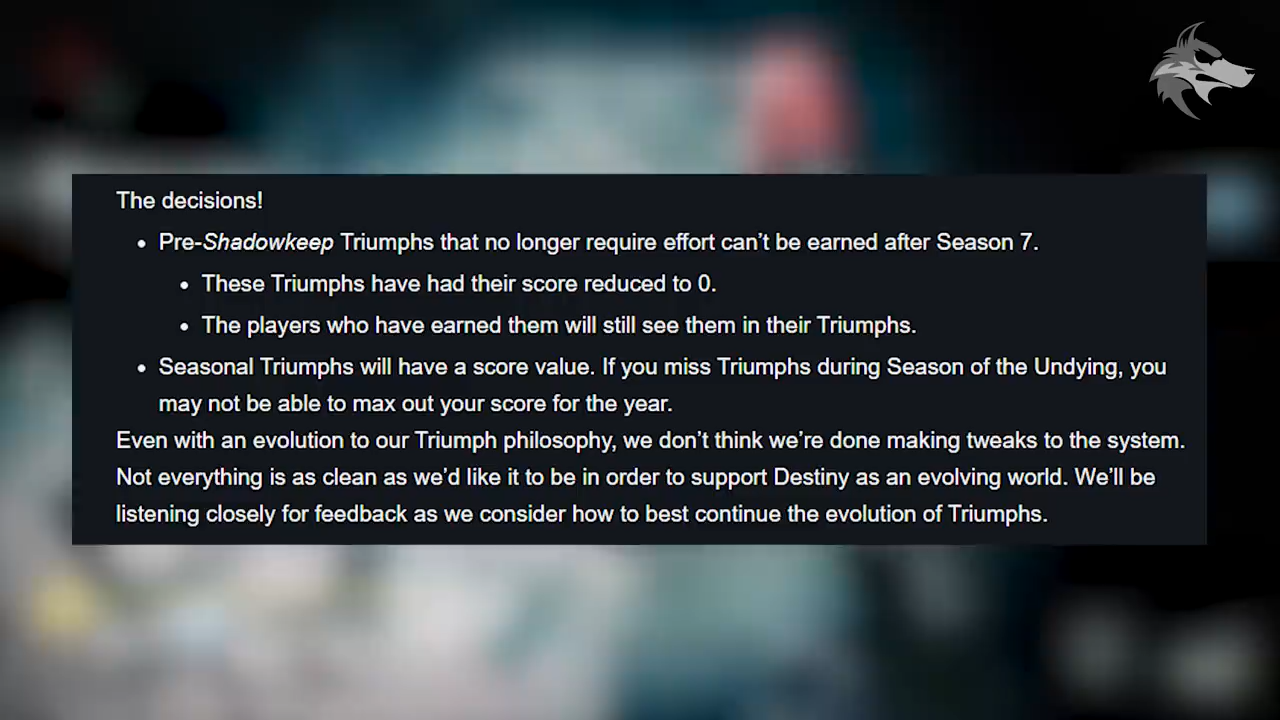 The decisions!
• Pre-Shadowkeep Triumphs that no longer require effort can't be earned after Season 7.
• These Triumphs have had their score reduced to 0.
• The players who have earned them will still see them in their Triumphs.
• Seasonal Triumphs will have a score value. If you miss Triumphs during Season of the Undying, you
may not be able to max out your score for the year.
Even with an evolution to our Triumph philosophy, we don't think we're done making tweaks to the system.
Not everything is as clean as we'd like it to be in order to support Destiny as an evolving world. We'll be
listening closely for feedback as we consider how to best continue the evolution of Triumphs.